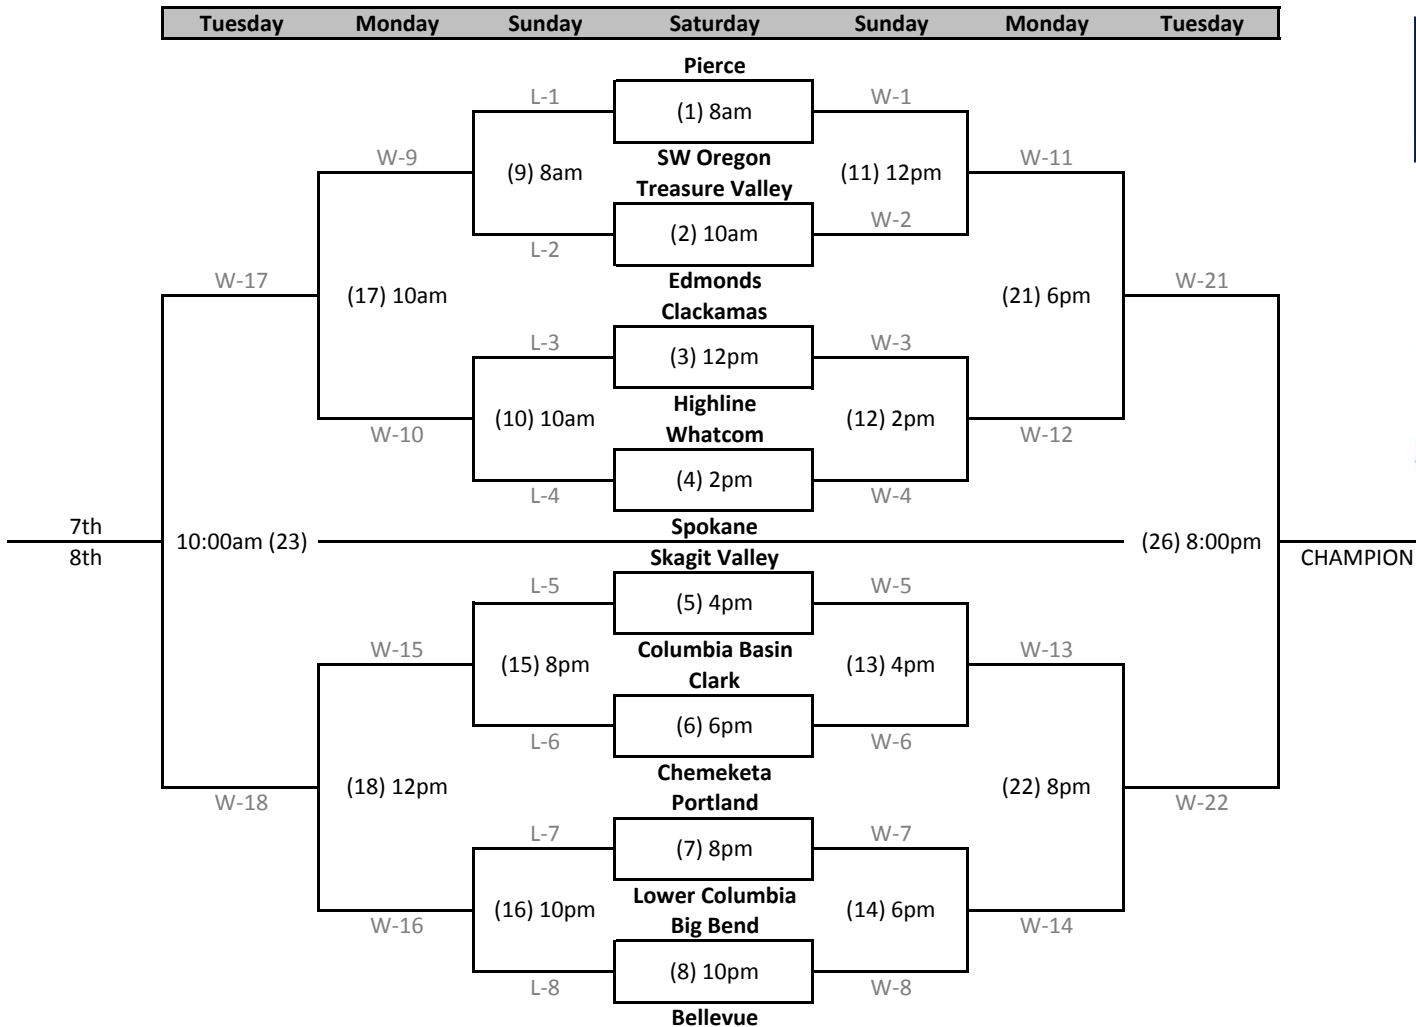 Tuesday Monday Sunday Saturday Sunday Monday Tuesday
Pierce
L-1 W-1
(1) 8am
W-9 SW Oregon W-11
(9) 8am (11) 12pm
Treasure Valley
W-2
(2) 10am
L-2
W-17 Edmonds W-21
(17) 10am (21) 6pm
Clackamas
L-3 W-3
(3) 12pm
Highline
(10) 10am (12) 2pm
W-10 Whatcom W-12
(4) 2pm
L-4 W-4
7th Spokane
10:00am (23) (26) 8:00pm
8th Skagit Valley CHAMPION
L-5 W-5
(5) 4pm
W-15 Columbia Basin W-13
(15) 8pm (13) 4pm
Clark
(6) 6pm
L-6 W-6
Chemeketa
(18) 12pm (22) 8pm
W-18 Portland W-22
L-7 W-7
(7) 8pm
Lower Columbia
(16) 10pm (14) 6pm
W-16 Big Bend W-14
(8) 10pm
L-8 W-8
Bellevue